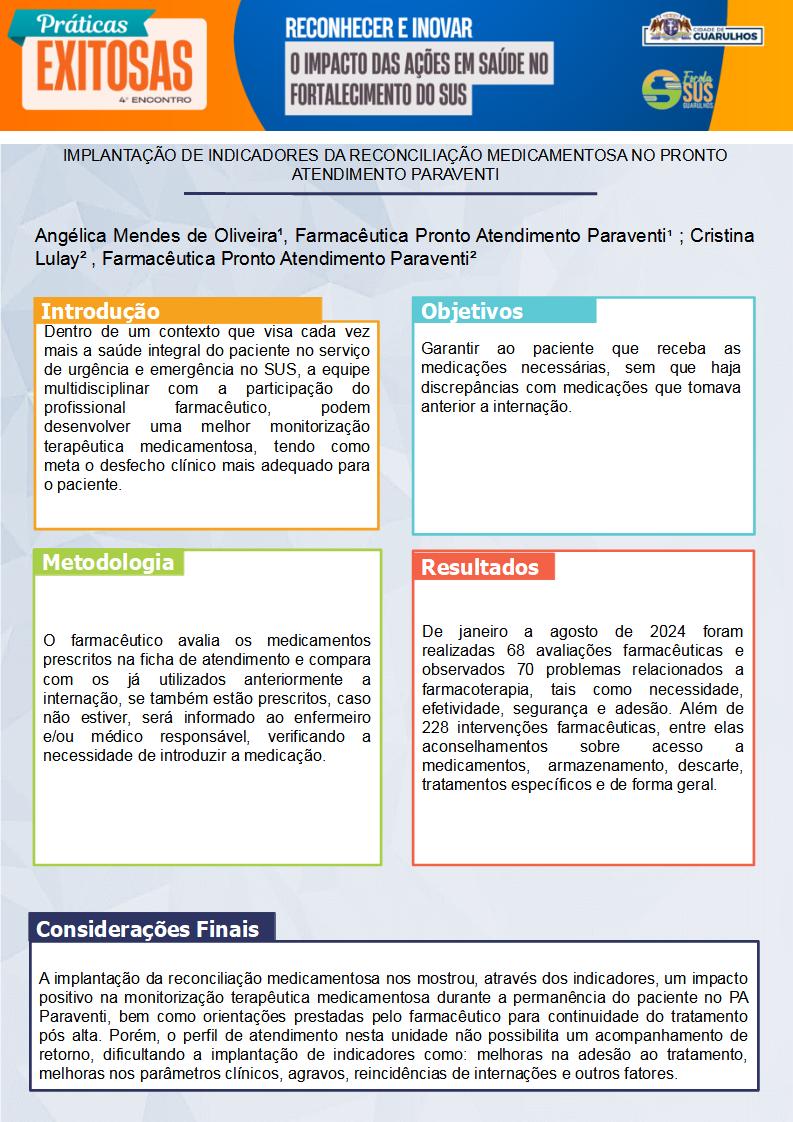 Práticas
EXITOSAS
4º ENCONTRO
RECONHECER E INOVAR
O IMPACTO DAS AÇÕES EM SAÚDE NO
FORTALECIMENTO DO SUS
CIDADE DE
GUARULHOS
Escola
SUS
GUARULHOS
IMPLANTAÇÃO DE INDICADORES DA RECONCILIAÇÃO MEDICAMENTOSA NO PRONTO
ATENDIMENTO PARAVENTI
Angélica Mendes de Oliveira¹, Farmacêutica Pronto Atendimento Paraventi¹ ; Cristina
Lulay² , Farmacêutica Pronto Atendimento Paraventi²
Introdução
Dentro de um contexto que visa cada vez
mais a saúde integral do paciente no serviço
de urgência e emergência no SUS, a equipe
multidisciplinar com a participação do
profissional farmacêutico, podem
desenvolver uma melhor monitorização
terapêutica medicamentosa, tendo como
meta o desfecho clínico mais adequado para
o paciente.
Objetivos
Garantir ao paciente que receba as
medicações necessárias, sem que haja
discrepâncias com medicações que tomava
anterior a internação.
Metodologia
O farmacêutico avalia os medicamentos
prescritos na ficha de atendimento e compara
com os já utilizados anteriormente a
internação, se também estão prescritos, caso
não estiver, será informado ao enfermeiro
e/ou médico responsável, verificando a
necessidade de introduzir a medicação.
Resultados
De janeiro a agosto de 2024 foram
realizadas 68 avaliações farmacêuticas e
observados 70 problemas relacionados a
farmacoterapia, tais como necessidade,
efetividade, segurança e adesão. Além de
228 intervenções farmacêuticas, entre elas
aconselhamentos sobre acesso a
medicamentos, armazenamento, descarte,
tratamentos específicos e de forma geral.
Considerações Finais
A implantação da reconciliação medicamentosa nos mostrou, através dos indicadores, um impacto
positivo na monitorização terapêutica medicamentosa durante a permanência do paciente no PA
Paraventi, bem como orientações prestadas pelo farmacêutico para continuidade do tratamento
pós alta. Porém, o perfil de atendimento nesta unidade não possibilita um acompanhamento de
retorno, dificultando a implantação de indicadores como: melhoras na adesão ao tratamento,
melhoras nos parâmetros clínicos, agravos, reincidências de internações e outros fatores.